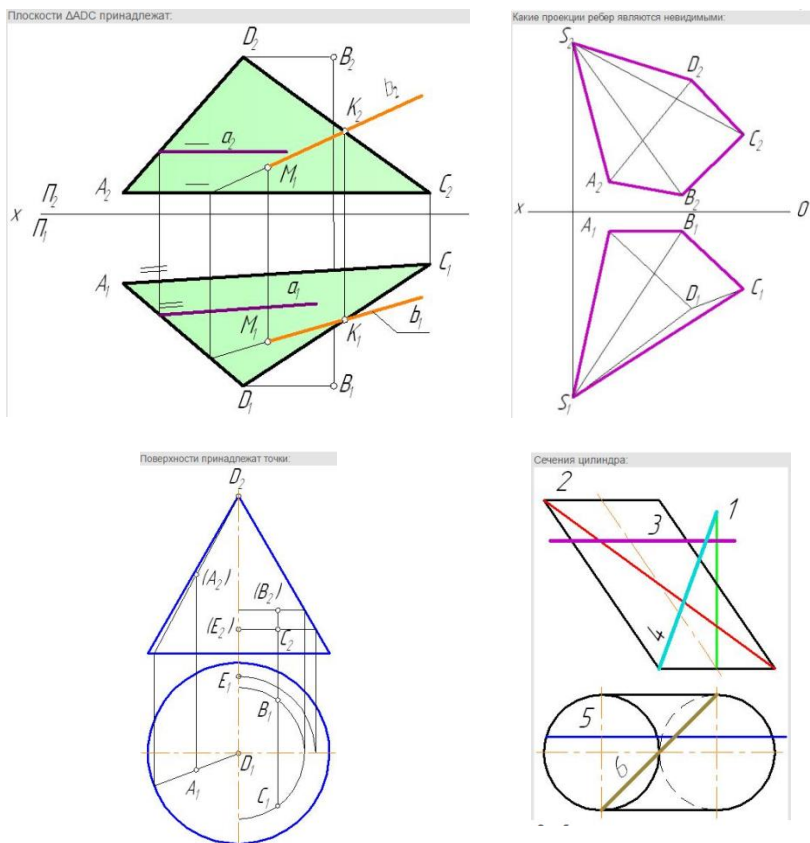 Плоскости ΔADC принадлежат:
D₂
B₂
b₂
K₂
a₂
M₁
A₂
C₂
x
П₂
П₁
A₁
C₁
a₁
M₁
K₁
b₁
D₁
B₁
Какие проекции ребер являются невидимыми:
S₂
D₂
C₂
A₂
B₂
x
0
A₁
B₁
D₁
C₁
S₁
Поверхности принадлежат точки:
D₂
(A₂)
(B₂)
(E₂)
C₂
E₁
B₁
D₁
A₁
C₁
Сечения цилиндра:
2
1
3
4
5
6